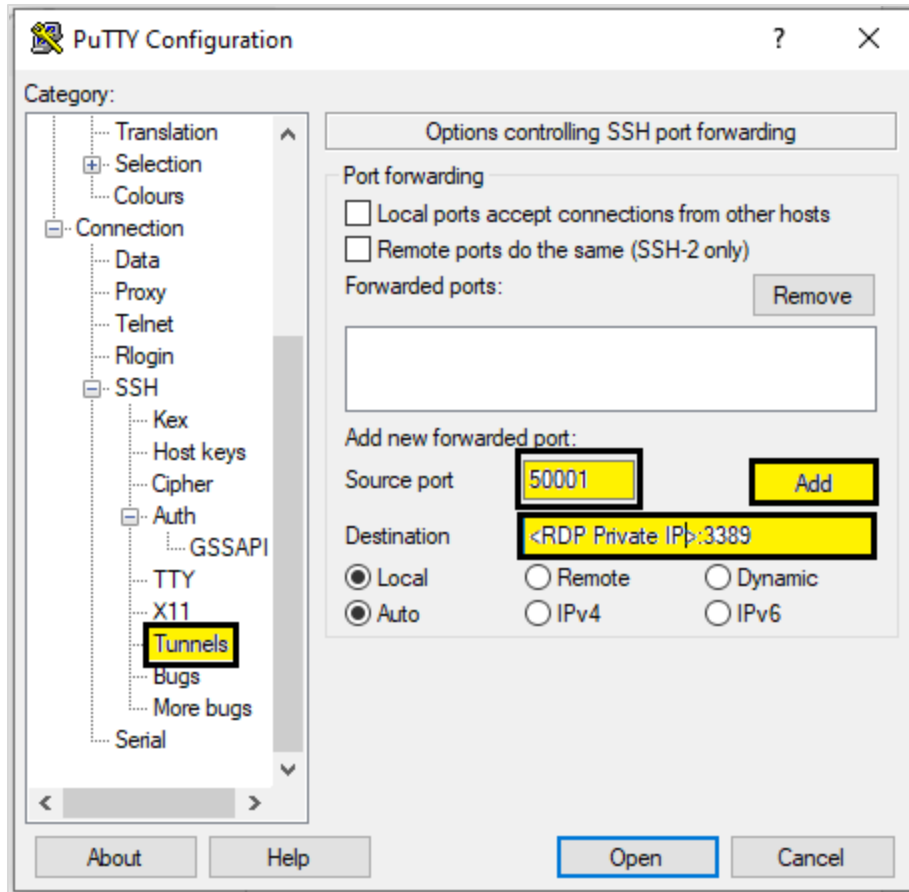 PuTTY Configuration
?
Category:
Translation
Selection
Colours
Connection
Data
Proxy
Telnet
Rlogin
SSH
Kex
Host keys
Cipher
Auth
GSSAPI
TTY
X11
Tunnels
Bugs
More bugs
Serial
Options controlling SSH port forwarding
Port forwarding
Local ports accept connections from other hosts
Remote ports do the same (SSH-2 only)
Forwarded ports:
Remove
Add new forwarded port:
Source port 50001 Add
Destination <RDP Private IP>:3389
Local Remote Dynamic
Auto IPv4 IPv6
About Help Open Cancel